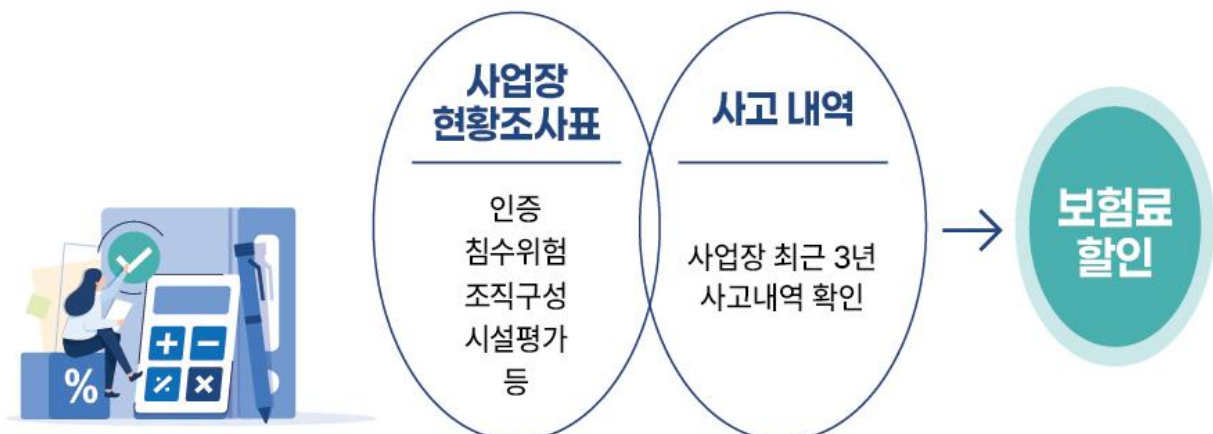 사업장
현황조사표
인증
침수위험
조직구성
시설평가
등
사고 내역
사업장 최근 3년
사고내역 확인
→
보험료
할인
%
+ −
٪ ×